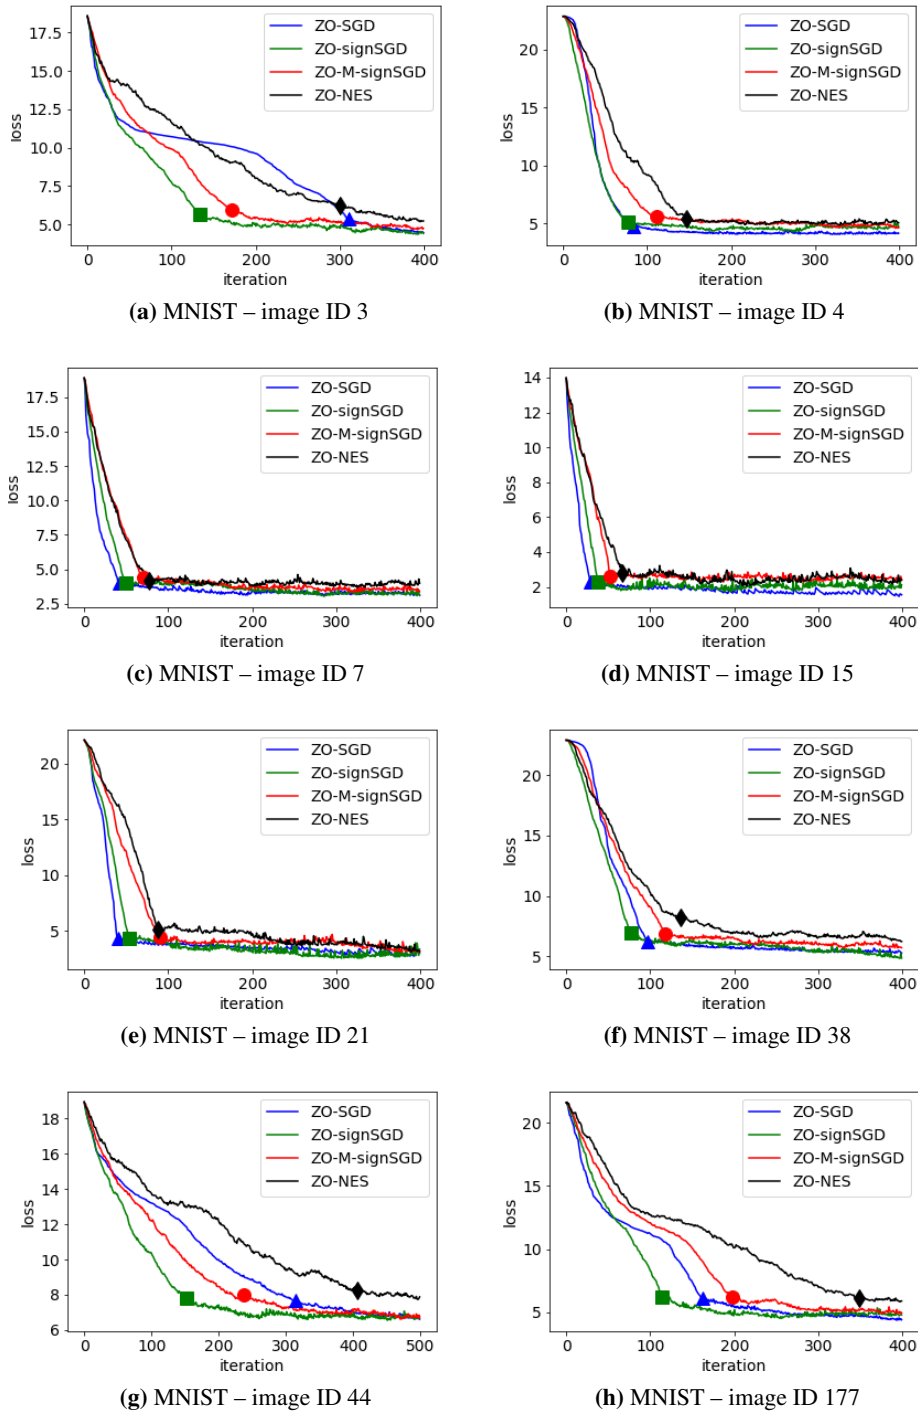 17.5
15.0
12.5
10.0
7.5
5.0
loss
0
100
200
300
400
iteration
ZO-SGD
ZO-signSGD
ZO-M-signSGD
ZO-NES
(a) MNIST – image ID 3
20
15
10
5
loss
0
100
200
300
400
iteration
ZO-SGD
ZO-signSGD
ZO-M-signSGD
ZO-NES
(b) MNIST – image ID 4
17.5
15.0
12.5
10.0
7.5
5.0
2.5
loss
0
100
200
300
400
iteration
ZO-SGD
ZO-signSGD
ZO-M-signSGD
ZO-NES
(c) MNIST – image ID 7
14
12
10
8
6
4
2
loss
0
100
200
300
400
iteration
ZO-SGD
ZO-signSGD
ZO-M-signSGD
ZO-NES
(d) MNIST – image ID 15
20
15
10
5
loss
0
100
200
300
400
iteration
ZO-SGD
ZO-signSGD
ZO-M-signSGD
ZO-NES
(e) MNIST – image ID 21
20
15
10
5
loss
0
100
200
300
400
iteration
ZO-SGD
ZO-signSGD
ZO-M-signSGD
ZO-NES
(f) MNIST – image ID 38
18
16
14
12
10
8
6
loss
0
100
200
300
400
500
iteration
ZO-SGD
ZO-signSGD
ZO-M-signSGD
ZO-NES
(g) MNIST – image ID 44
20
15
10
5
loss
0
100
200
300
400
iteration
ZO-SGD
ZO-signSGD
ZO-M-signSGD
ZO-NES
(h) MNIST – image ID 177